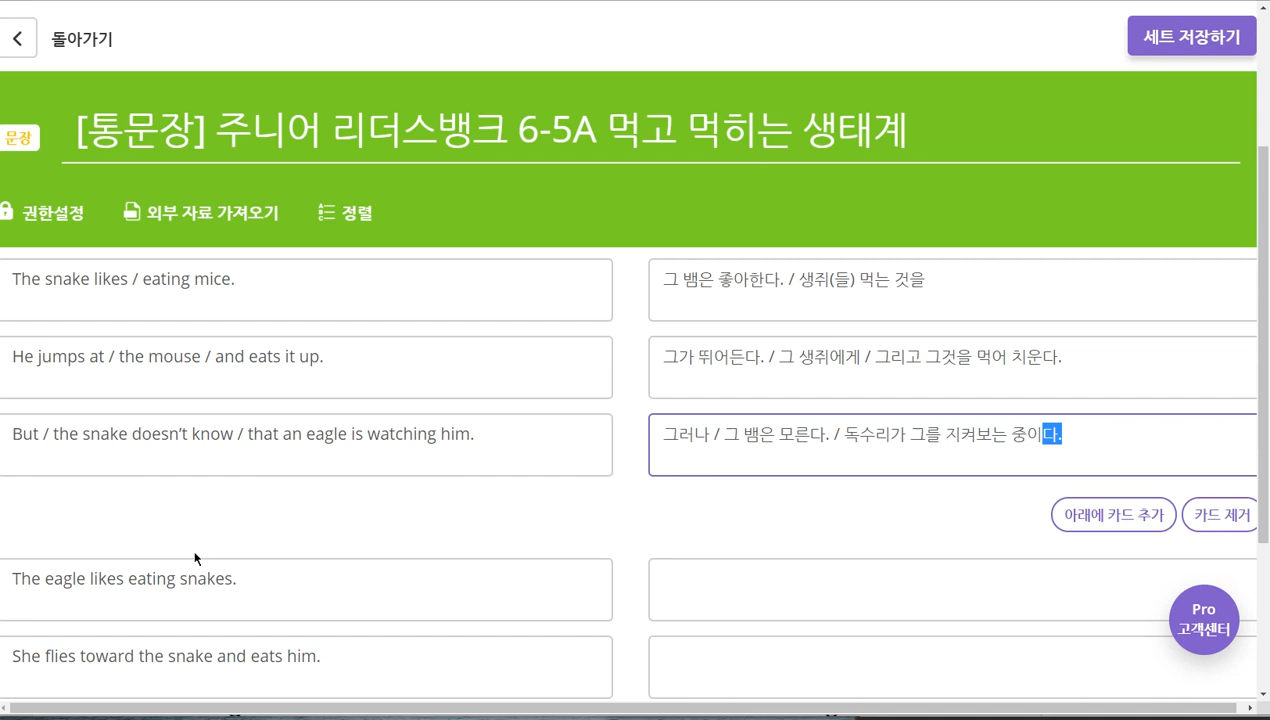 돌아가기
세트 저장하기
문장
[통문장] 주니어 리더스뱅크 6-5A 먹고 먹히는 생태계
권한설정
외부 자료 가져오기
정렬
The snake likes / eating mice.
그 뱀은 좋아한다. / 생쥐(들) 먹는 것을
He jumps at / the mouse / and eats it up.
그가 뛰어든다. / 그 생쥐에게 / 그리고 그것을 먹어 치운다.
But / the snake doesn’t know / that an eagle is watching him.
그러나 / 그 뱀은 모른다. / 독수리가 그를 지켜보는 중이다.
아래에 카드 추가
카드 제거
The eagle likes eating snakes.
Pro
고객센터
She flies toward the snake and eats him.